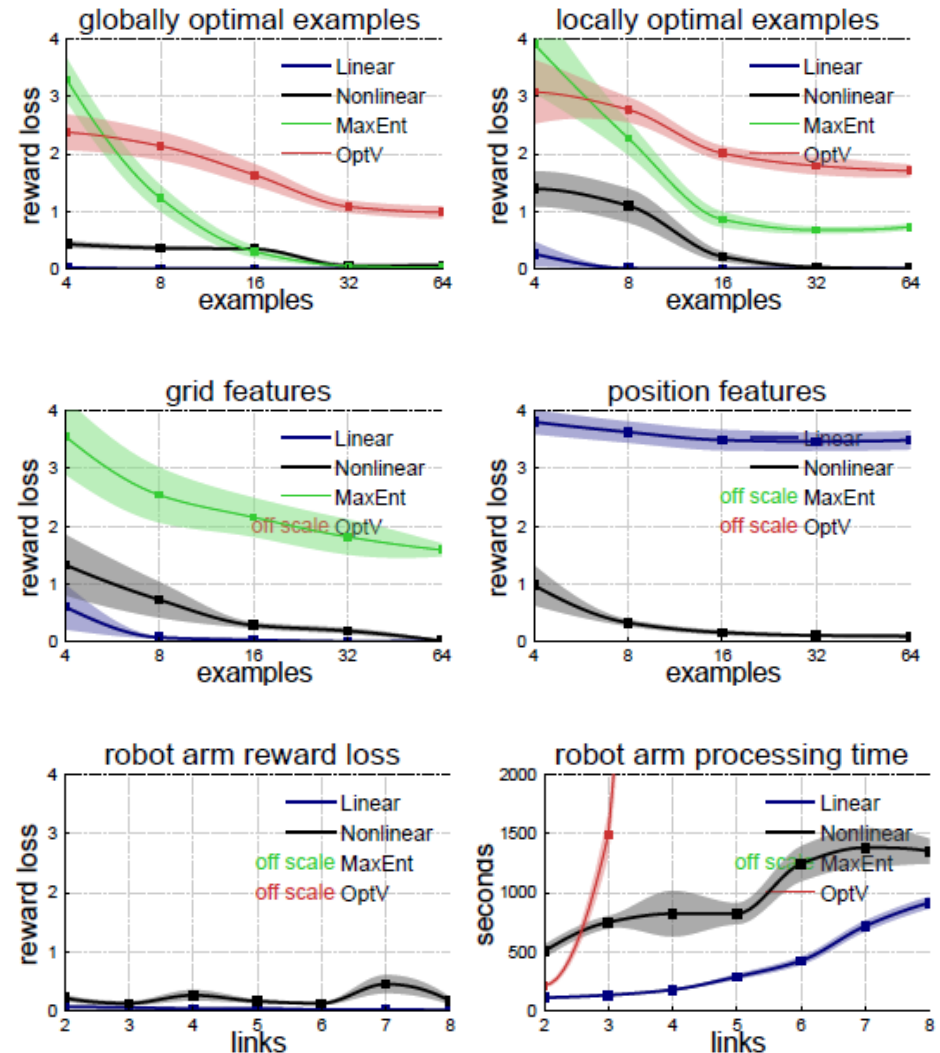 globally optimal examples
4
3
2
1
0
reward loss
Linear
Nonlinear
MaxEnt
OptV
4 8 16 32 64
examples
locally optimal examples
4
3
2
1
0
reward loss
Linear
Nonlinear
MaxEnt
OptV
4 8 16 32 64
examples
grid features
4
3
2
1
0
reward loss
Linear
Nonlinear
MaxEnt
off scale OptV
4 8 16 32 64
examples
position features
4
3
2
1
0
reward loss
Linear
Nonlinear
off scale MaxEnt
off scale OptV
4 8 16 32 64
examples
robot arm reward loss
4
3
2
1
0
reward loss
Linear
Nonlinear
off scale MaxEnt
off scale OptV
2 3 4 5 6 7 8
links
robot arm processing time
2000
1500
1000
500
0
seconds
Linear
Nonlinear
off scale MaxEnt
OptV
2 3 4 5 6 7 8
links